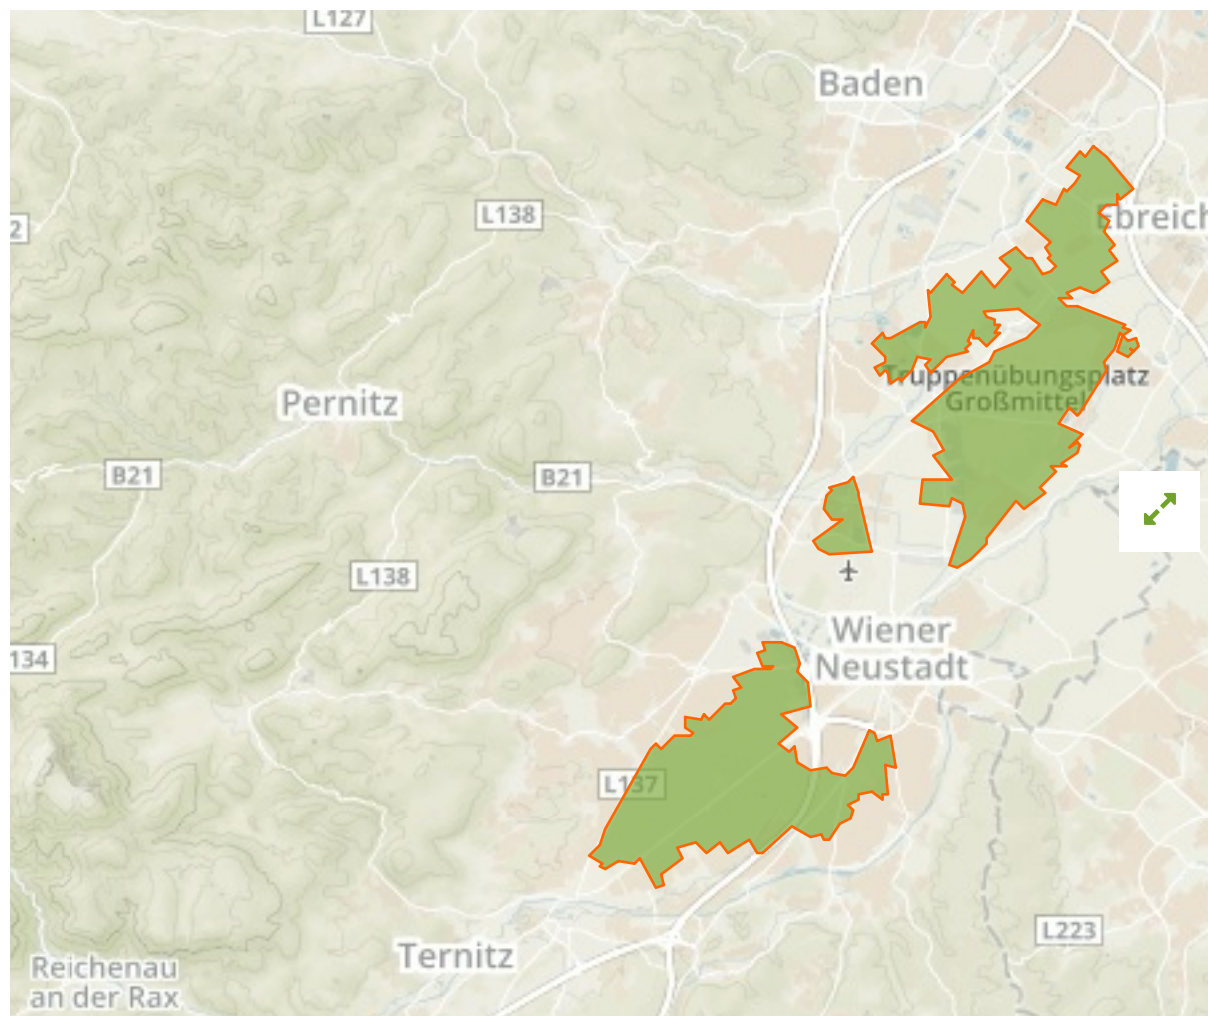 L127
Baden
L138
2
Ebreich
Truppenübungsplatz
Großmittel
Pernitz
B21
B21
L138
Wiener
Neustadt
134
L137
L223
Ternitz
Reichenau
an der Rax